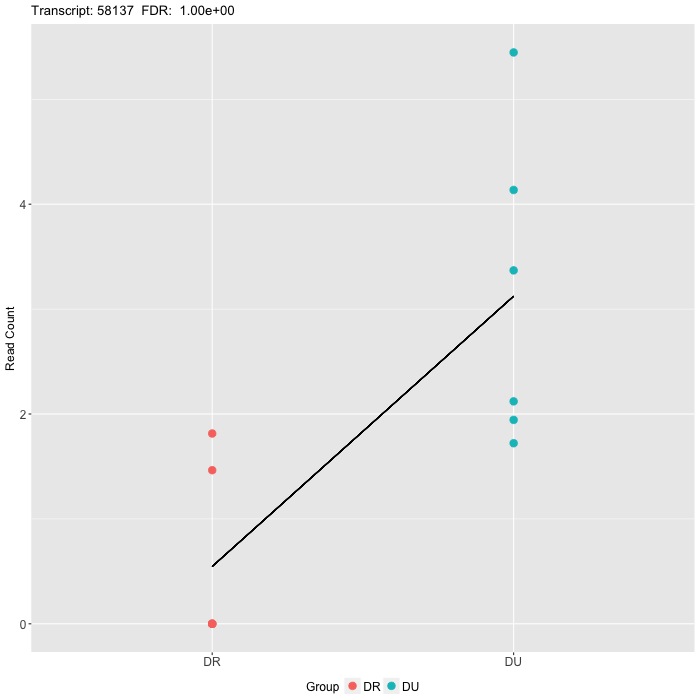 Transcript: 58137  FDR:  1.00e+00
Read Count
4
2
0
DR
DU
Group DR DU